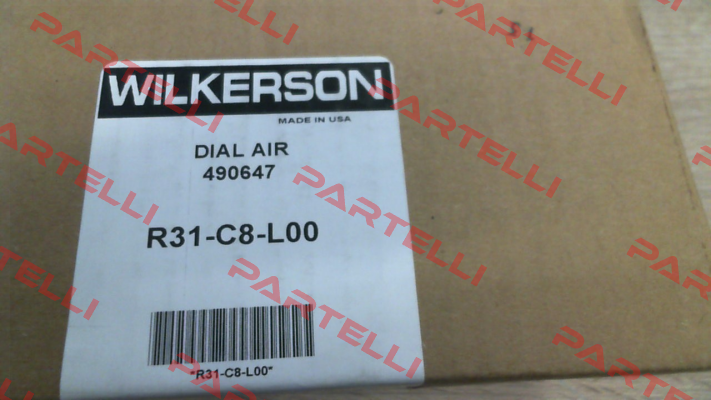 54
WILKERSON
MADE IN USA
DIAL AIR
490647
R31-C8-L00
"R31-C8-L00"
PARTELLI
PARTELLI
PARTELLI
PARTELLI
PARTELLI
PARTELLI
PARTELLI